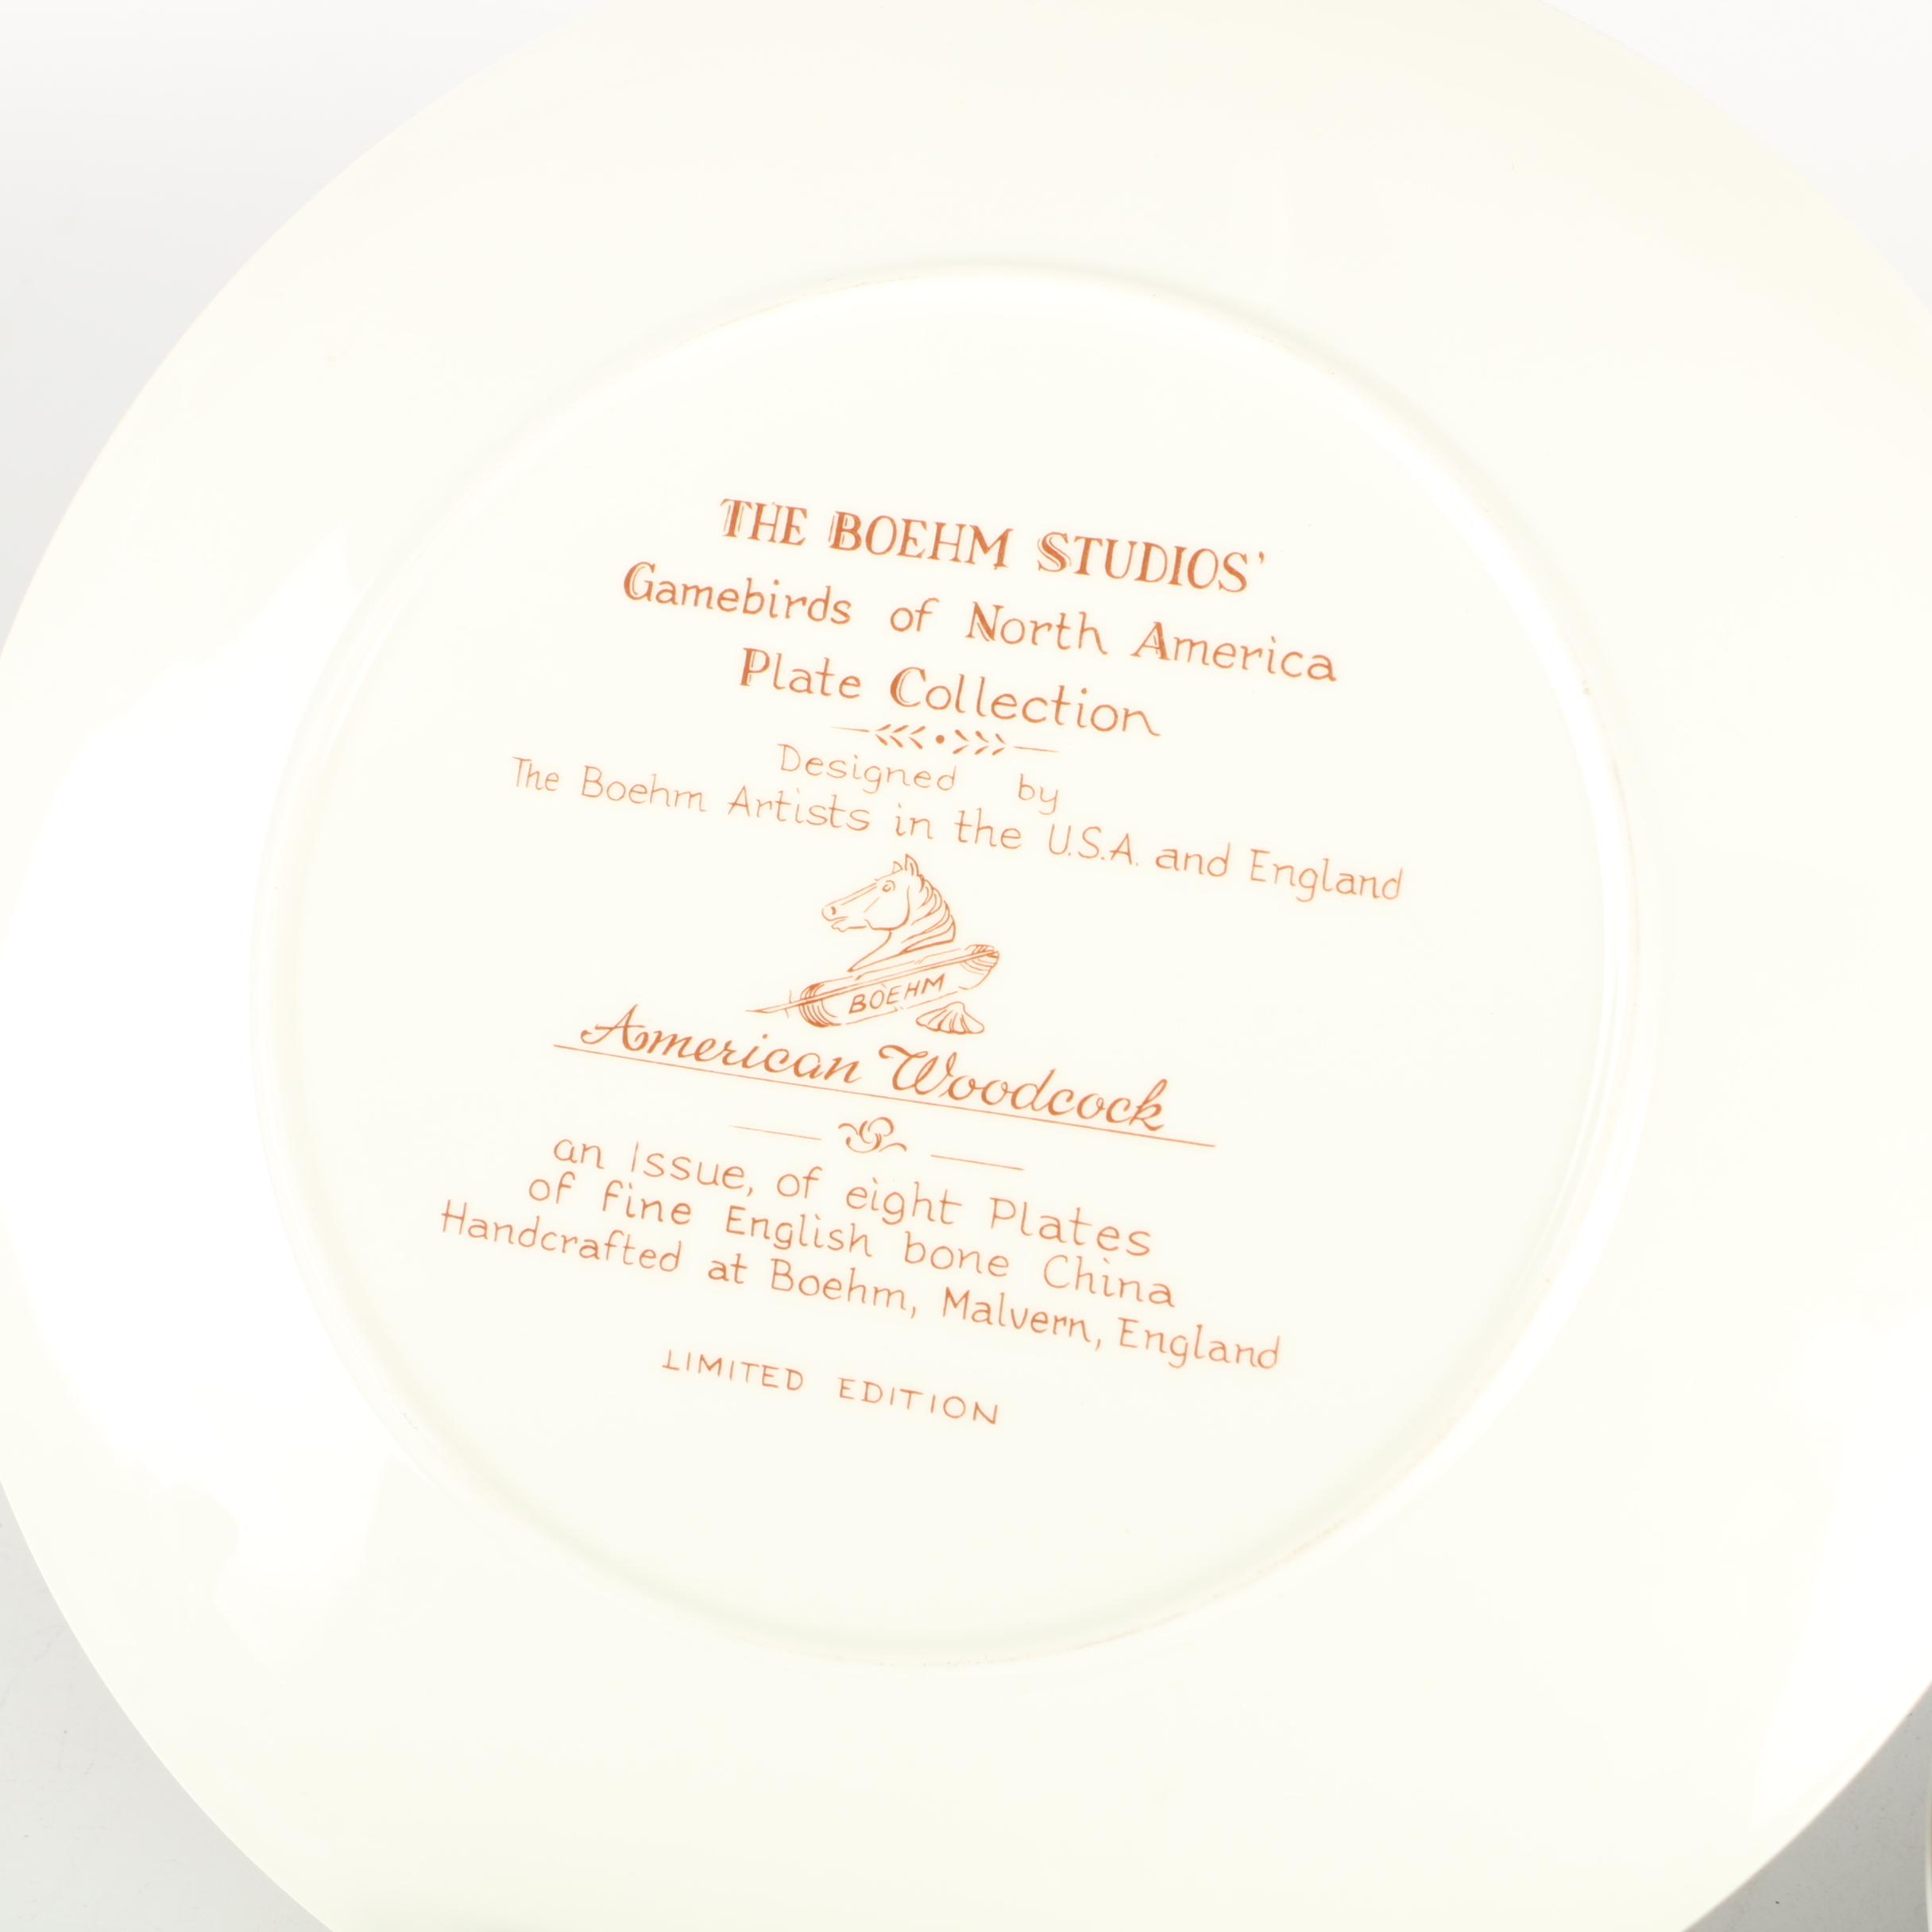 THE BOEHM STUDIOS'
Gamebirds of North America
Plate Collection
Designed by
The Boehm Artists in the U.S.A. and England
BOEHM
American Woodcock
an Issue, of eight Plates
of fine English bone China
Handcrafted at Boehm, Malvern, England
LIMITED EDITION